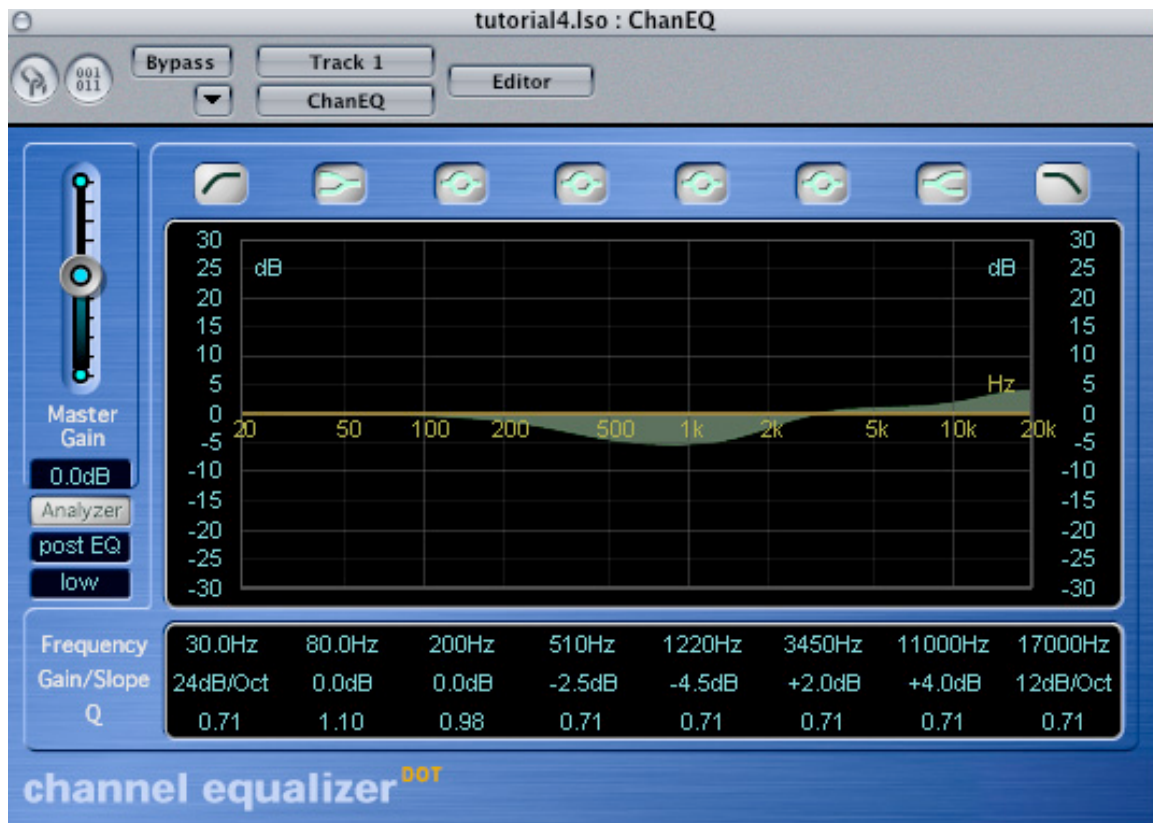 tutorial4.lso : ChanEQ
001
011
Bypass
Track 1
ChanEQ
Editor
30 30
25 dB dB 25
20 20
15 15
10 10
5 Hz 5
0 0
20 50 100 200 500 1k 2k 5k 10k 20k
-5 -5
-10 -10
-15 -15
-20 -20
-25 -25
-30 -30
Master
Gain
0.0dB
Analyzer
post EQ
low
Frequency 30.0Hz 80.0Hz 200Hz 510Hz 1220Hz 3450Hz 11000Hz 17000Hz
Gain/Slope 24dB/Oct 0.0dB 0.0dB -2.5dB -4.5dB +2.0dB +4.0dB 12dB/Oct
Q 0.71 1.10 0.98 0.71 0.71 0.71 0.71 0.71
channel equalizer DOT